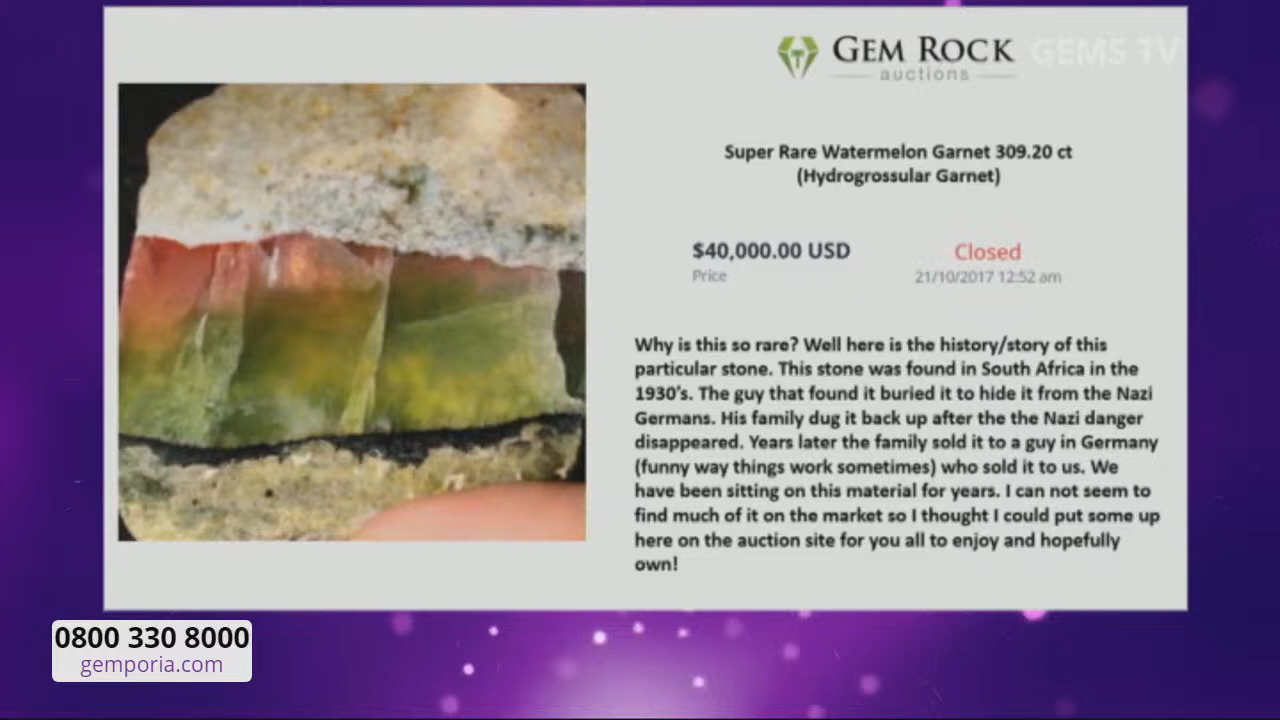 GEM ROCK
auctions
GEMS TV
Super Rare Watermelon Garnet 309.20 ct
(Hydrogrossular Garnet)
$40,000.00 USD
Price
Closed
21/10/2017 12:52 am
Why is this so rare? Well here is the history/story of this
particular stone. This stone was found in South Africa in the
1930's. The guy that found it buried it to hide it from the Nazi
Germans. His family dug it back up after the the Nazi danger
disappeared. Years later the family sold it to a guy in Germany
(funny way things work sometimes) who sold it to us. We
have been sitting on this material for years. I can not seem to
find much of it on the market so I thought I could put some up
here on the auction site for you all to enjoy and hopefully
own!
0800 330 8000
gemporia.com